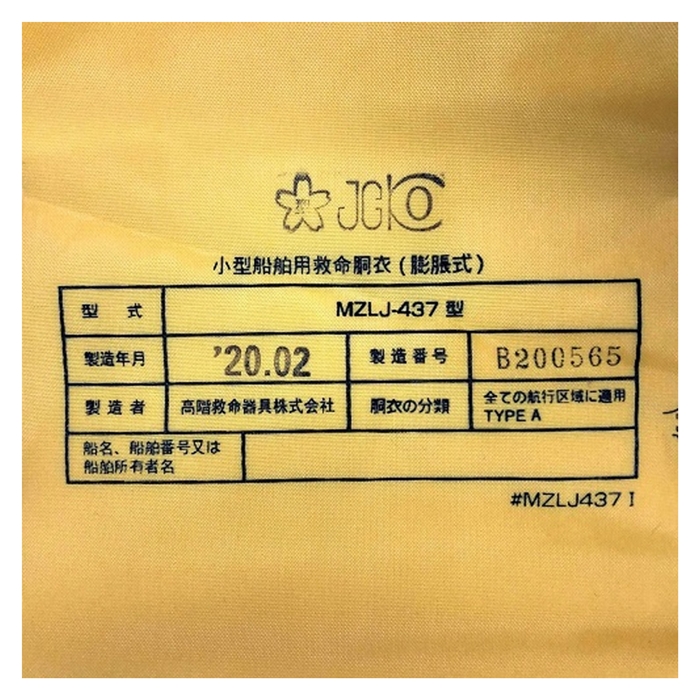 JCI
小型船舶用救命胴衣(膨脹式)
型 式 MZLJ-437 型
製造年月 '20.02 製造番号 B200565
製造者 高階救命器具株式会社 胴衣の分類 全ての航行区域に適用
TYPE A
船名、船舶番号又は
船舶所有者名
#MZLJ437 I